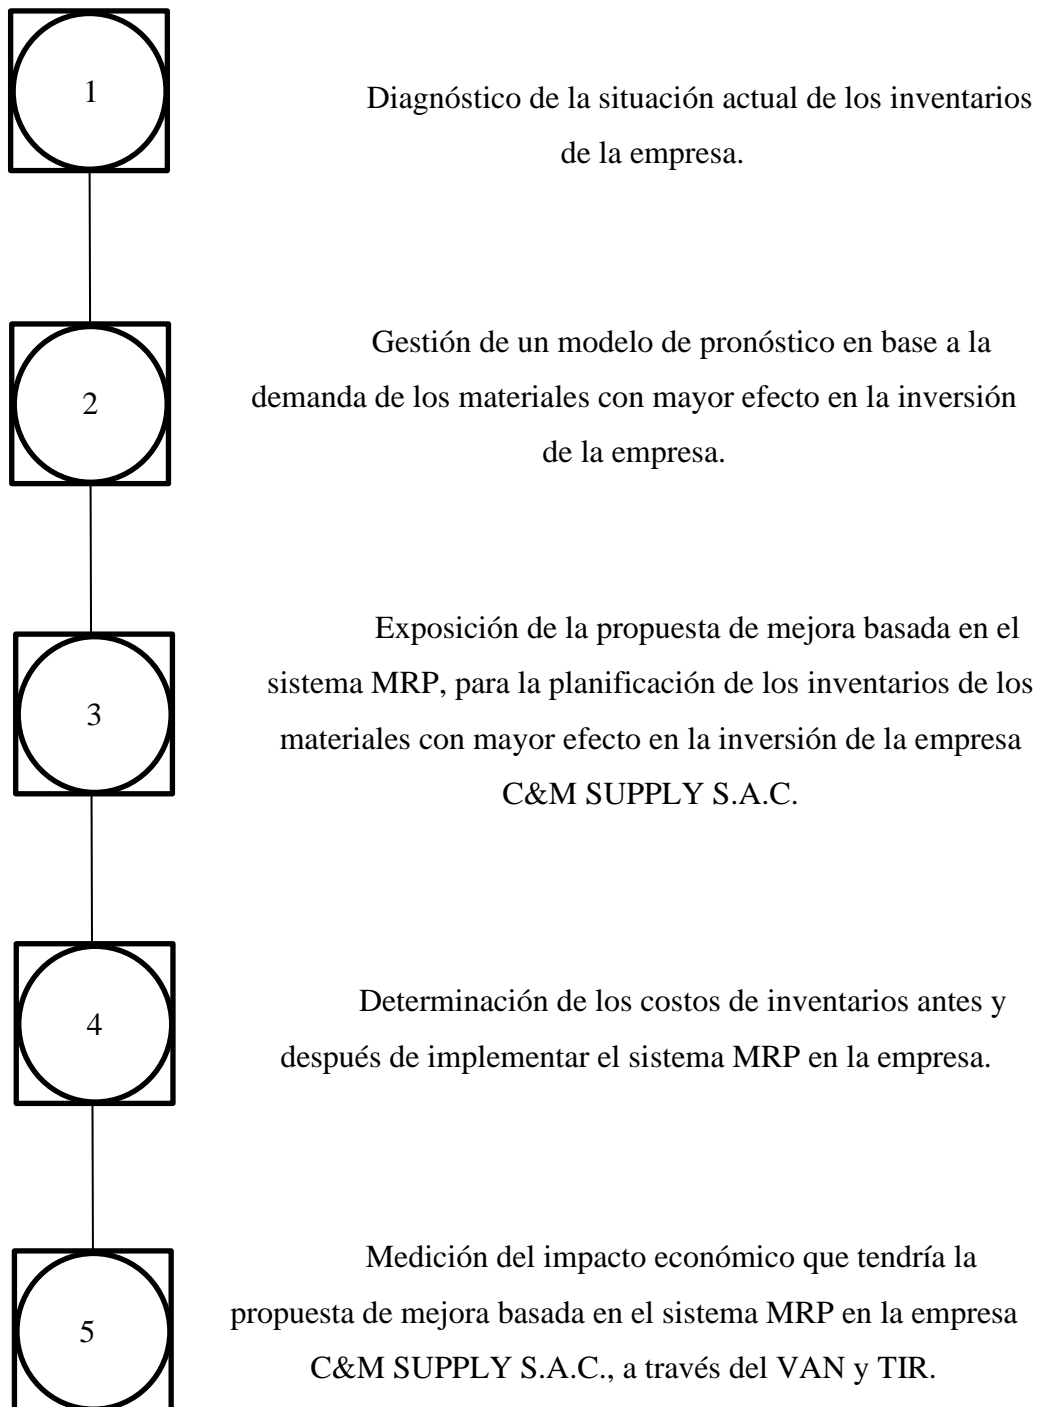 1
Diagnóstico de la situación actual de los inventarios
de la empresa.
2
Gestión de un modelo de pronóstico en base a la
demanda de los materiales con mayor efecto en la inversión
de la empresa.
3
Exposición de la propuesta de mejora basada en el
sistema MRP, para la planificación de los inventarios de los
materiales con mayor efecto en la inversión de la empresa
C&M SUPPLY S.A.C.
4
Determinación de los costos de inventarios antes y
después de implementar el sistema MRP en la empresa.
5
Medición del impacto económico que tendría la
propuesta de mejora basada en el sistema MRP en la empresa
C&M SUPPLY S.A.C., a través del VAN y TIR.